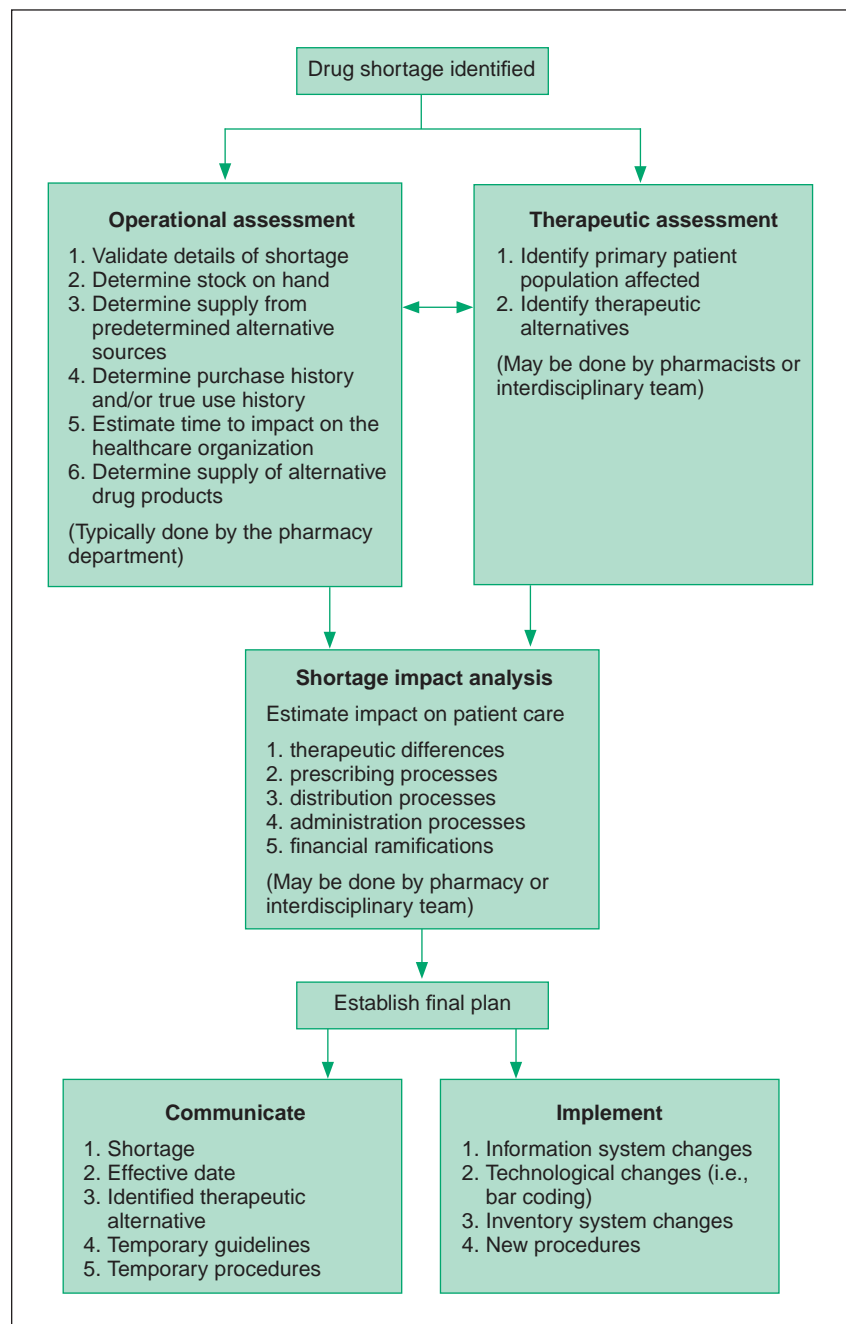 Drug shortage identified
Operational assessment
1. Validate details of shortage
2. Determine stock on hand
3. Determine supply from
predetermined alternative
sources
4. Determine purchase history
and/or true use history
5. Estimate time to impact on the
healthcare organization
6. Determine supply of alternative
drug products
(Typically done by the pharmacy
department)
Therapeutic assessment
1. Identify primary patient
population affected
2. Identify therapeutic
alternatives
(May be done by pharmacists or
interdisciplinary team)
Shortage impact analysis
Estimate impact on patient care
1. therapeutic differences
2. prescribing processes
3. distribution processes
4. administration processes
5. financial ramifications
(May be done by pharmacy or
interdisciplinary team)
Establish final plan
Communicate
1. Shortage
2. Effective date
3. Identified therapeutic
alternative
4. Temporary guidelines
5. Temporary procedures
Implement
1. Information system changes
2. Technological changes (i.e.,
bar coding)
3. Inventory system changes
4. New procedures